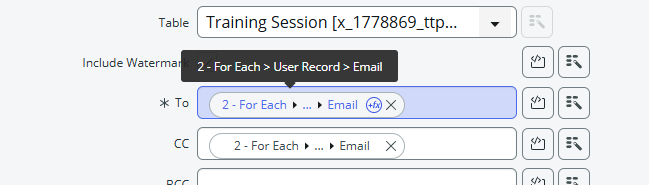 Table
Training Session [x_1778869_ttp...
Include Watermark
2 - For Each > User Record > Email
* To
2 - For Each ▸ ... ▸ Email +fx ×
CC
2 - For Each ▸ ... ▸ Email ×
BCC